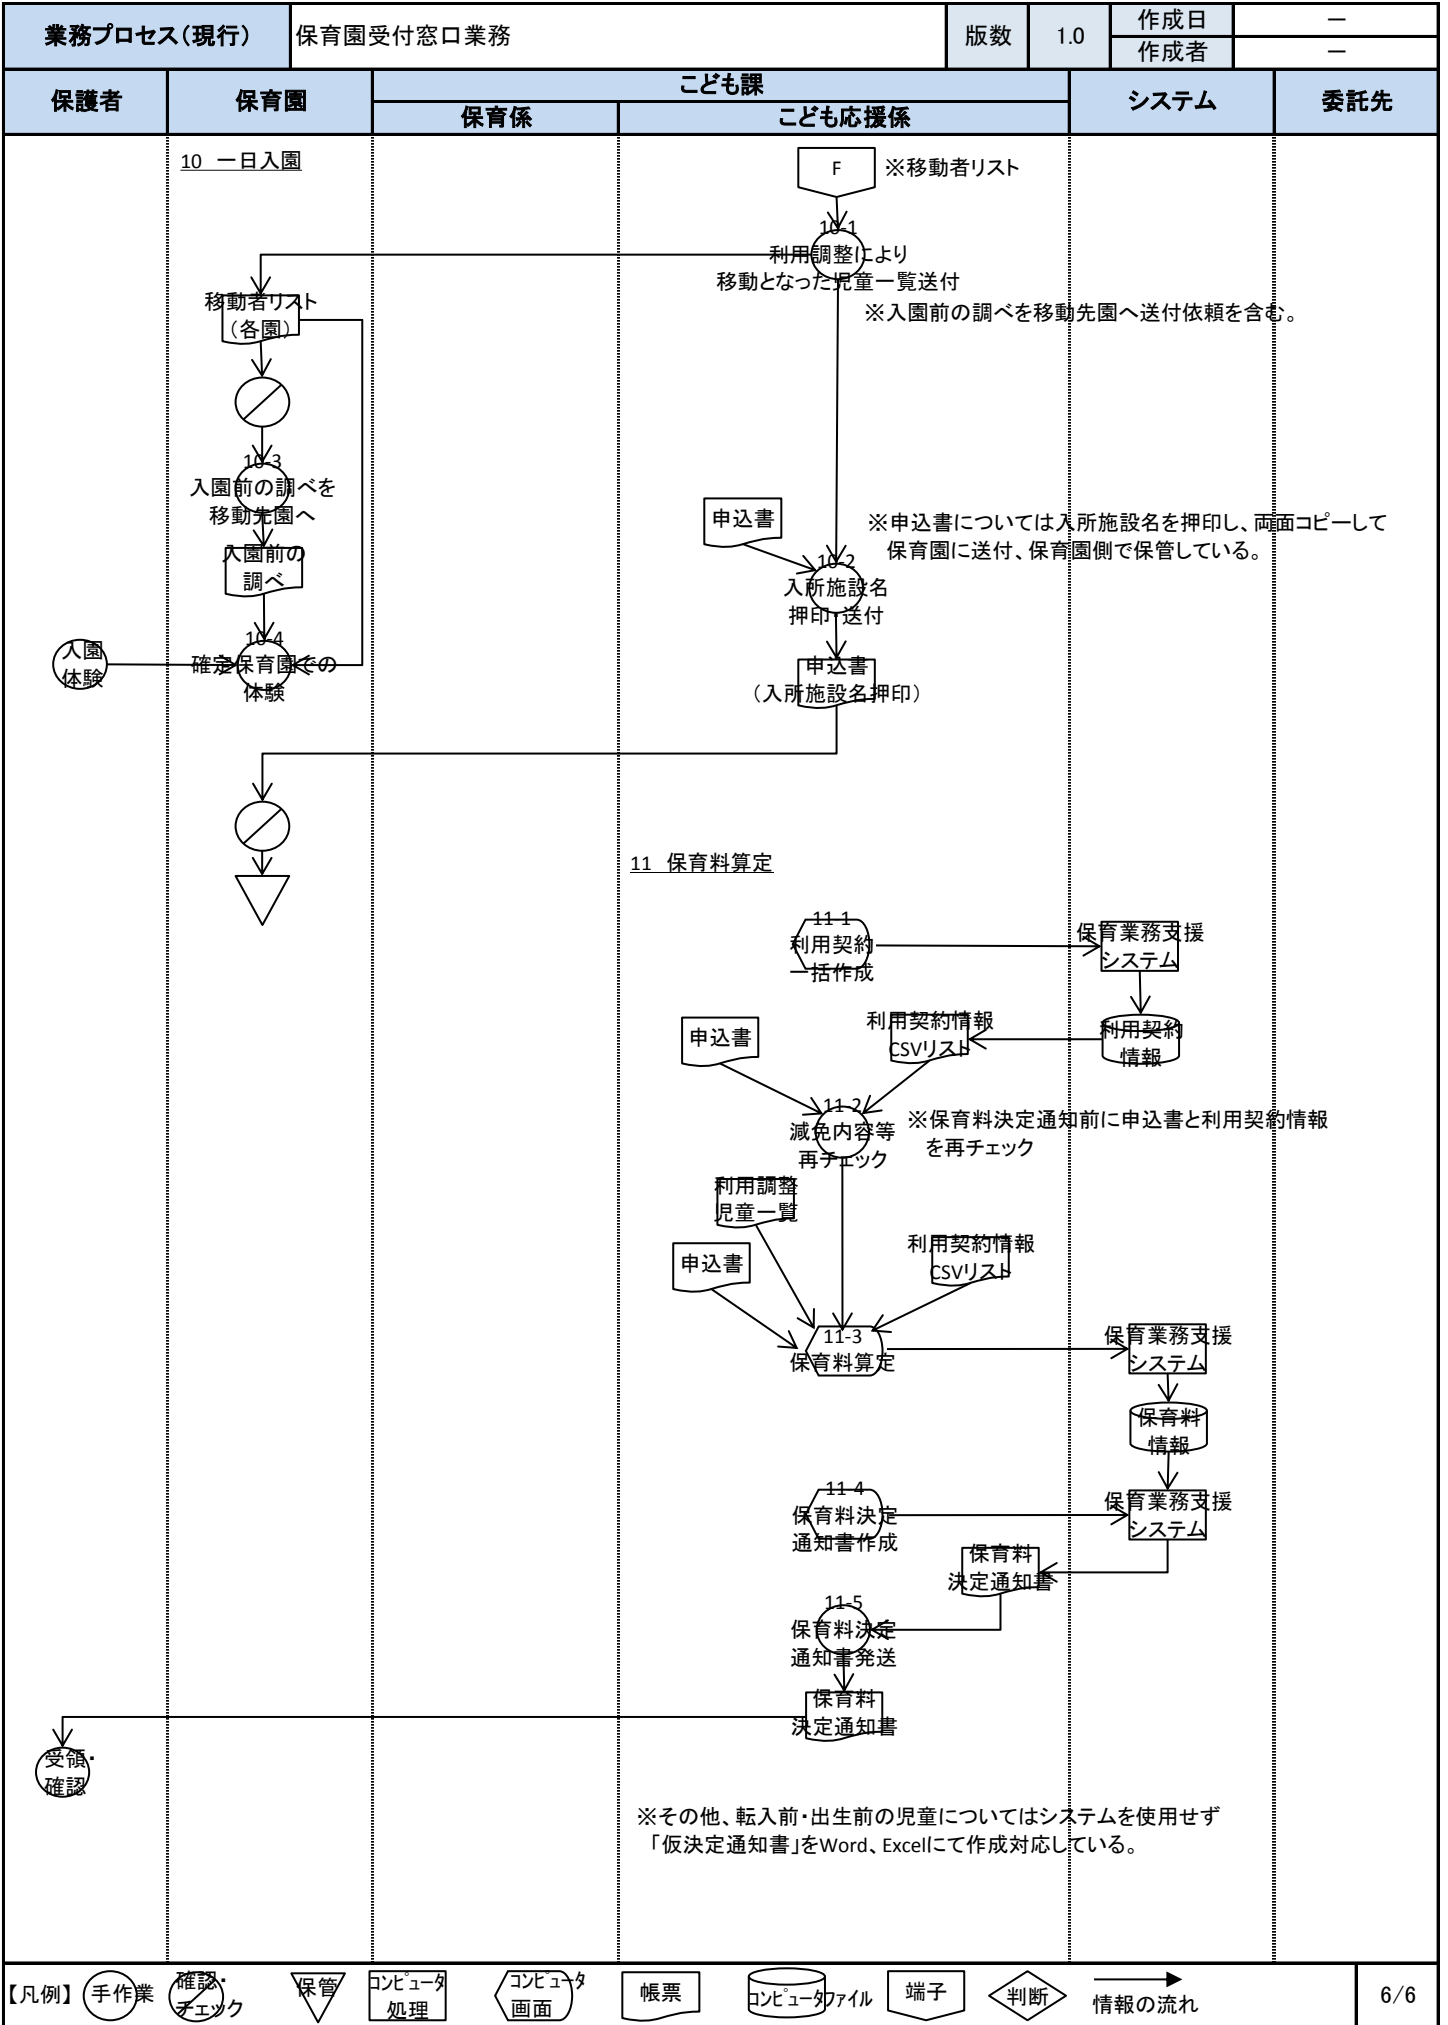 業務プロセス（現行）
保育園受付窓口業務
版数
1.0
作成日
－
作成者
－
保護者
保育園
こども課
保育係
こども応援係
システム
委託先
10　一日入園
F
※移動者リスト
10-1
利用調整により
移動となった児童一覧送付
※入園前の調べを移動先園へ送付依頼を含む。
移動者リスト
（各園）
10-3
入園前の調べを
移動先園へ
入園前の
調べ
申込書
※申込書については入所施設名を押印し、両面コピーして
保育園に送付、保育園側で保管している。
10-2
入所施設名
押印・送付
入園
体験
10-4
確定保育園での
体験
申込書
（入所施設名押印）
11　保育料算定
11-1
利用契約
一括作成
保育業務支援
システム
利用契約
情報
利用契約情報
CSVリスト
申込書
11-2
減免内容等
再チェック
※保育料決定通知前に申込書と利用契約情報
を再チェック
利用調整
児童一覧
申込書
利用契約情報
CSVリスト
11-3
保育料算定
保育業務支援
システム
保育料
情報
11-4
保育料決定
通知書作成
保育業務支援
システム
保育料
決定通知書
11-5
保育料決定
通知書発送
保育料
決定通知書
受領・
確認
※その他、転入前・出生前の児童についてはシステムを使用せず
「仮決定通知書」をWord、Excelにて作成対応している。
【凡例】
手作業
確認・
チェック
保管
ｺﾝﾋﾟｭｰﾀ
処理
ｺﾝﾋﾟｭｰﾀ
画面
帳票
ｺﾝﾋﾟｭｰﾀﾌｧｲﾙ
端子
判断
情報の流れ
6/6